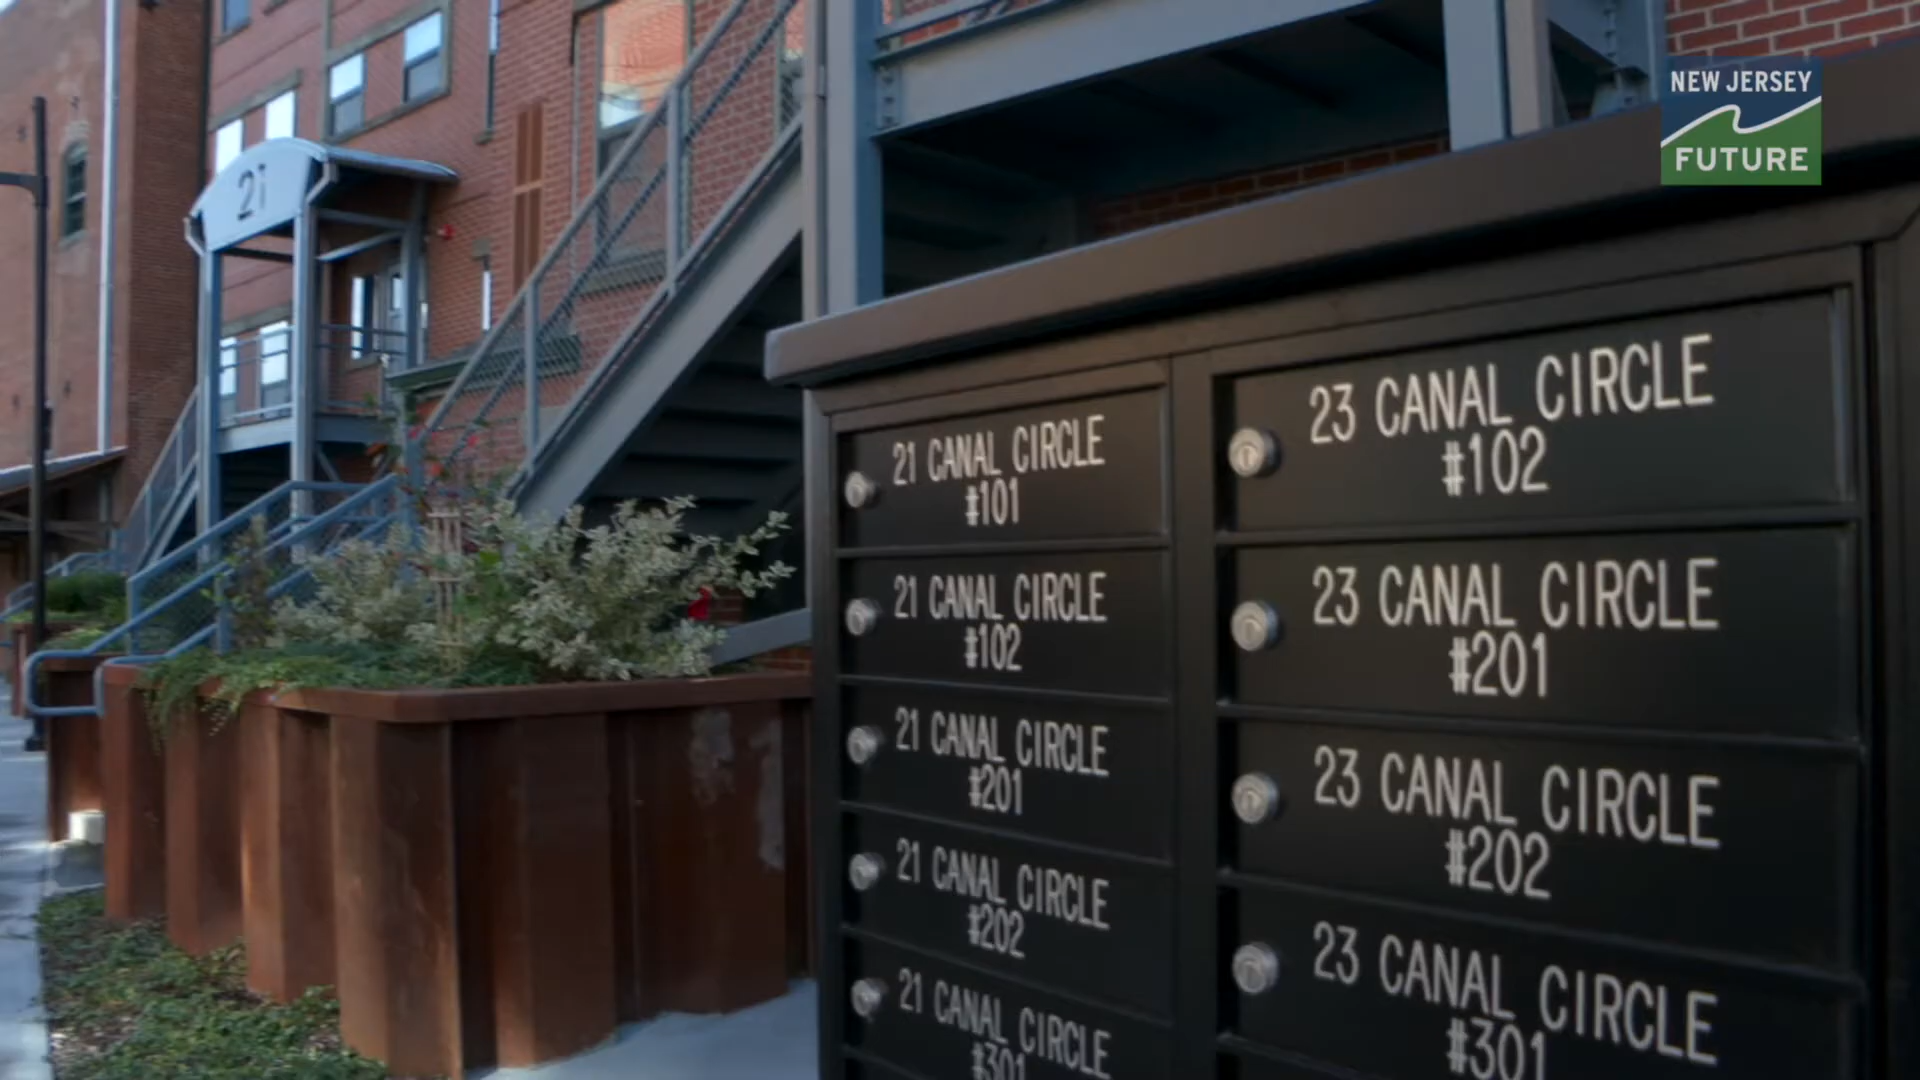 NEW JERSEY
FUTURE
21
21 CANAL CIRCLE
#101
21 CANAL CIRCLE
#102
21 CANAL CIRCLE
#201
21 CANAL CIRCLE
#202
21 CANAL CIRCLE
#301
23 CANAL CIRCLE
#102
23 CANAL CIRCLE
#201
23 CANAL CIRCLE
#202
23 CANAL CIRCLE
#301